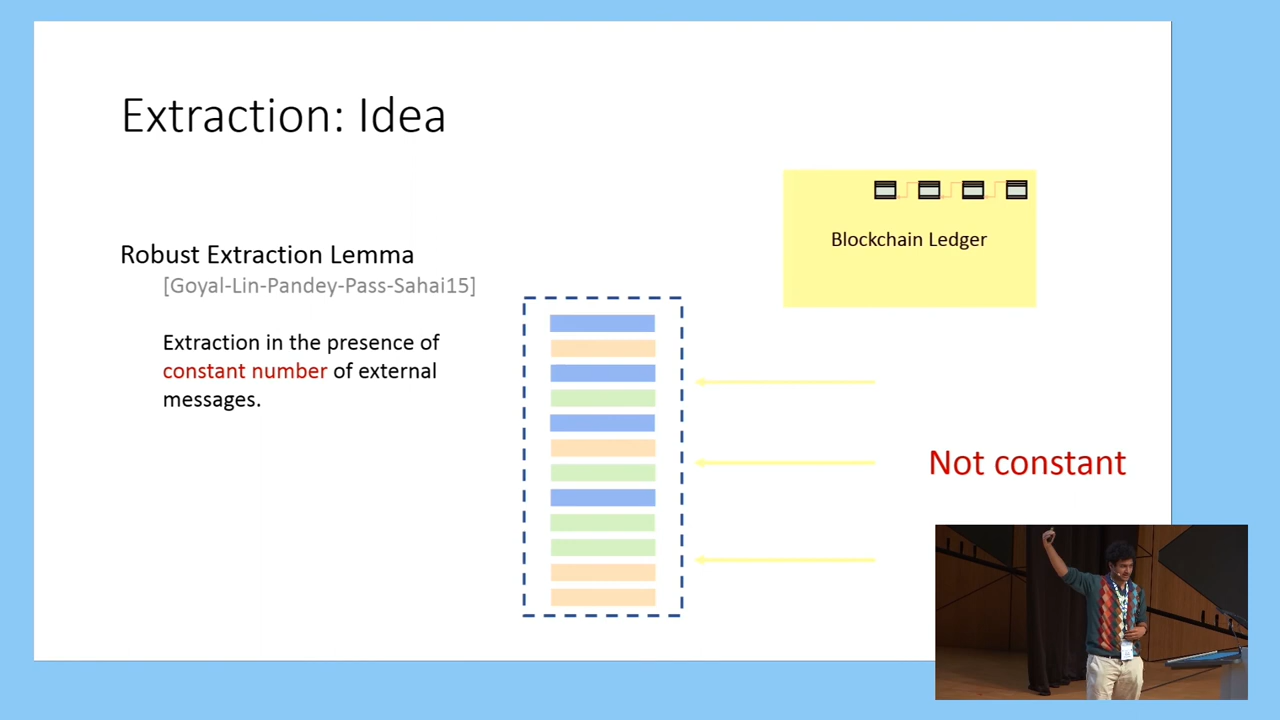 Extraction: Idea
Blockchain Ledger
Robust Extraction Lemma
[Goyal-Lin-Pandey-Pass-Sahai15]
Extraction in the presence of
constant number of external
messages.
Not constant